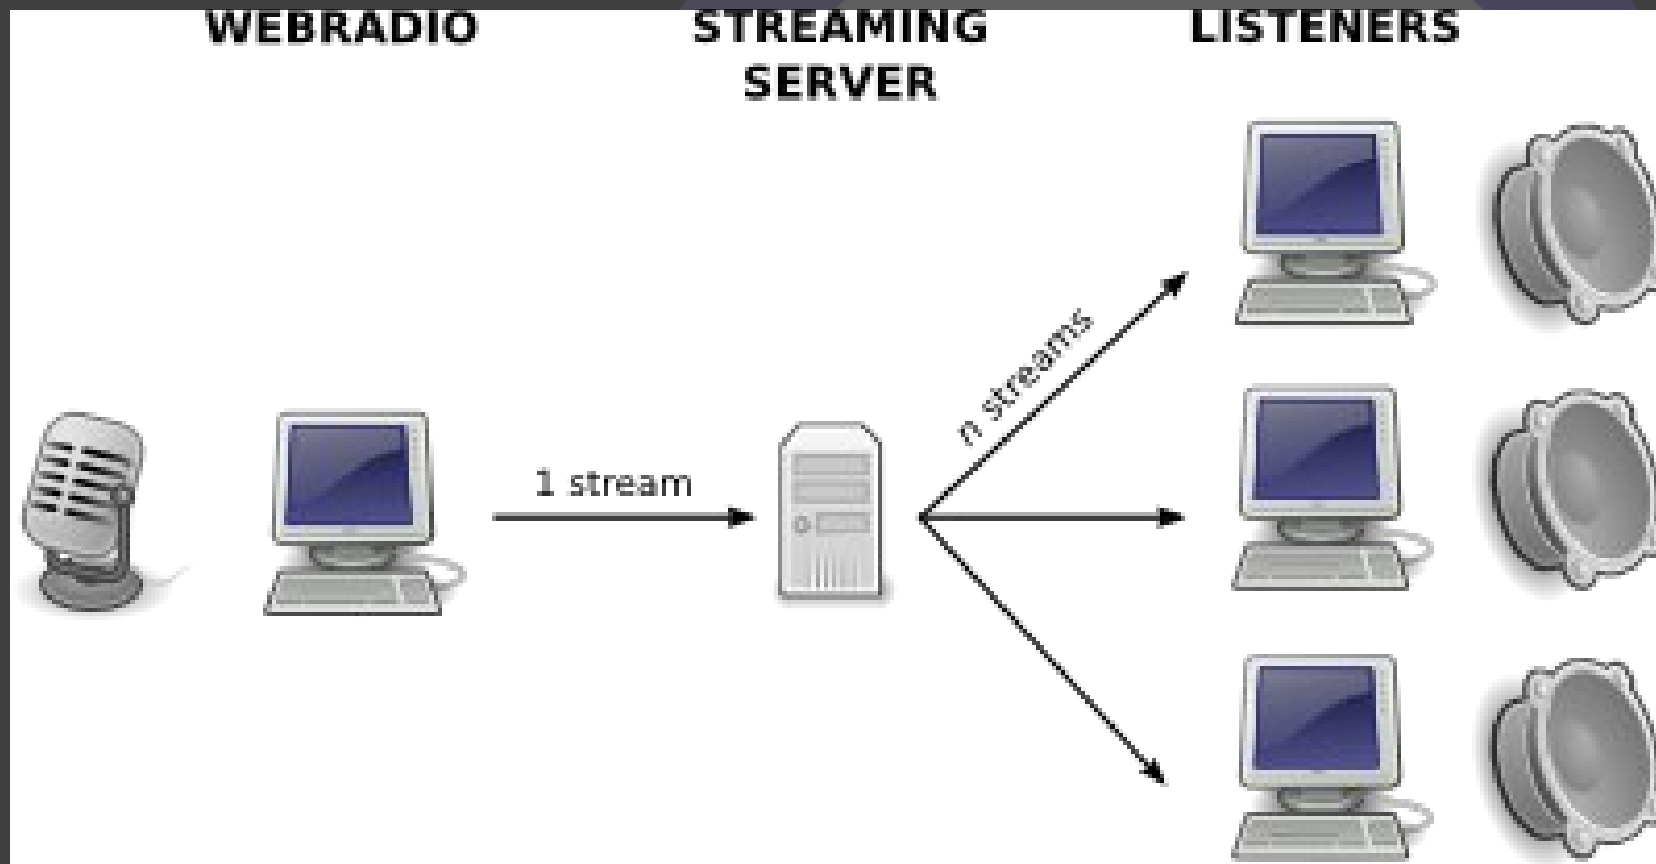 WEBRADIO
STREAMING
SERVER
LISTENERS
1 stream
n streams